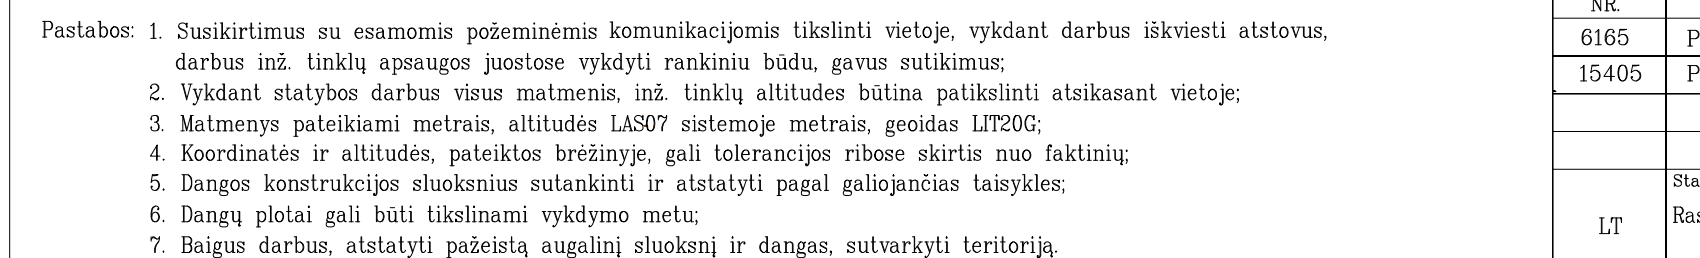 Pastabos: 1. Susikirtimus su esamomis požeminėmis komunikacijomis tikslinti vietoje, vykdant darbus iškviesti atstovus,
darbus inž. tinklų apsaugos juostose vykdyti rankiniu būdu, gavus sutikimus;
2. Vykdant statybos darbus visus matmenis, inž. tinklų altitudes būtina patikslinti atsikasant vietoje;
3. Matmenys pateikiami metrais, altitudės LAS07 sistemoje metrais, geoidas LIT20G;
4. Koordinatės ir altitudės, pateiktos brėžinyje, gali tolerancijos ribose skirtis nuo faktinių;
5. Dangos konstrukcijos sluoksnius sutankinti ir atstatyti pagal galiojančias taisykles;
6. Dangų plotai gali būti tikslinami vykdymo metu;
7. Baigus darbus, atstatyti pažeistą augalinį sluoksnį ir dangas, sutvarkyti teritoriją.
NR.
6165 P
15405 P
Sta
LT Ras